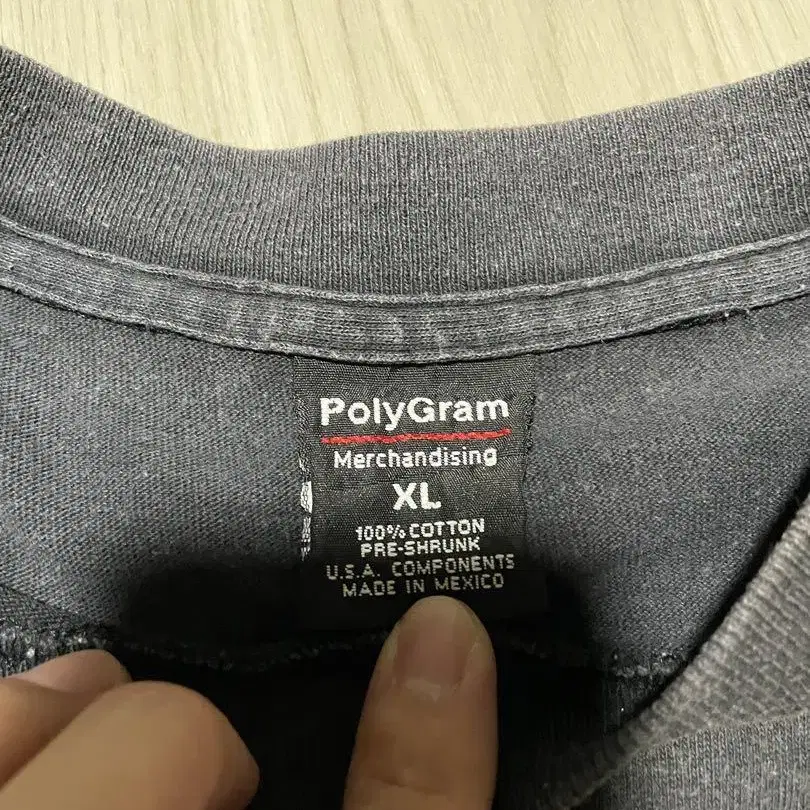 PolyGram
Merchandising
XL
100% COTTON
PRE-SHRUNK
U.S.A. COMPONENTS
MADE IN MEXICO